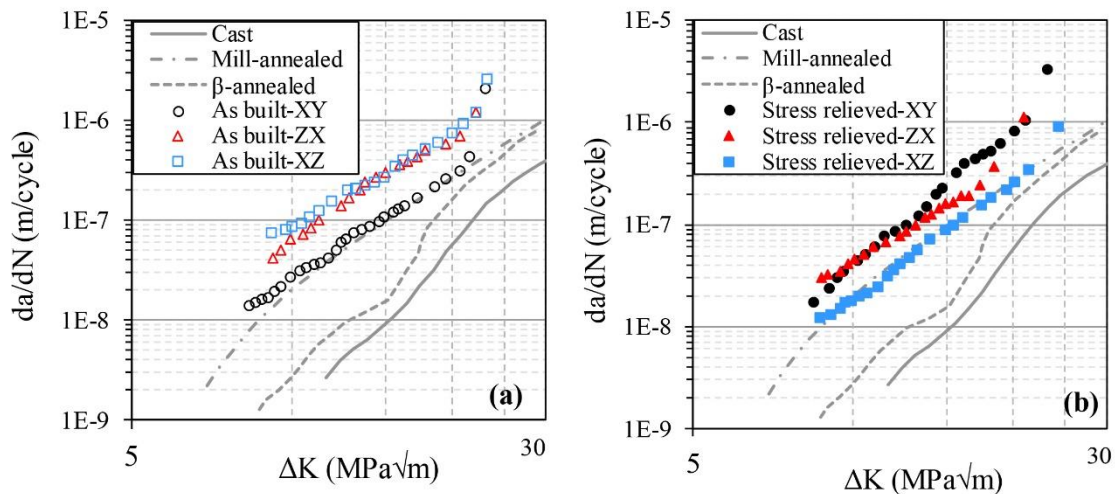 1E-5
1E-6
1E-7
1E-8
1E-9
da/dN (m/cycle)
Cast
Mill-annealed
β-annealed
As built-XY
As built-ZX
As built-XZ
(a)
5
30
ΔK (MPa√m)
1E-5
1E-6
1E-7
1E-8
1E-9
da/dN (m/cycle)
Cast
Mill-annealed
β-annealed
Stress relieved-XY
Stress relieved-ZX
Stress relieved-XZ
(b)
5
30
ΔK (MPa√m)